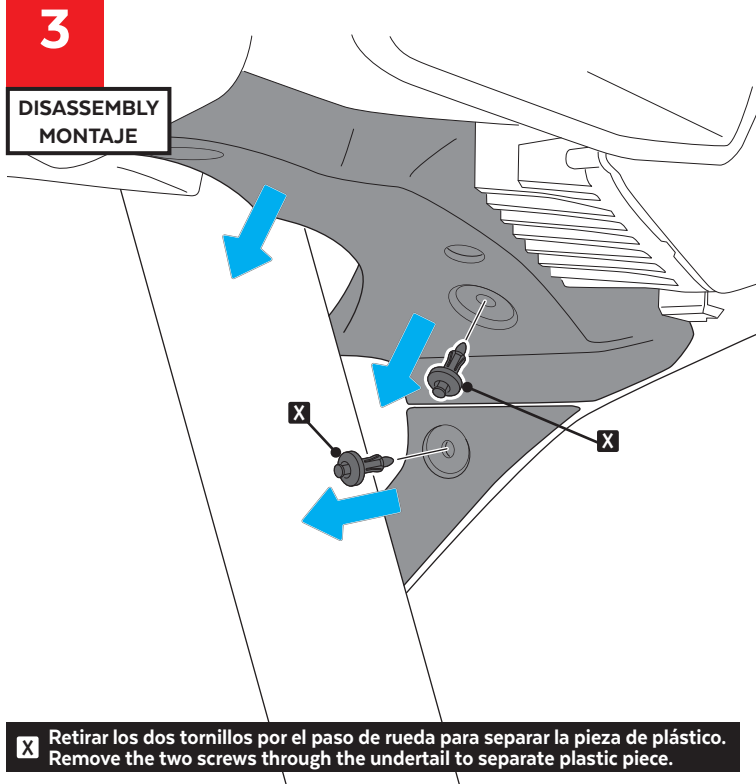 3
DISASSEMBLY
MONTAJE
X
X
X Retirar los dos tornillos por el paso de rueda para separar la pieza de plástico.
Remove the two screws through the undertail to separate plastic piece.